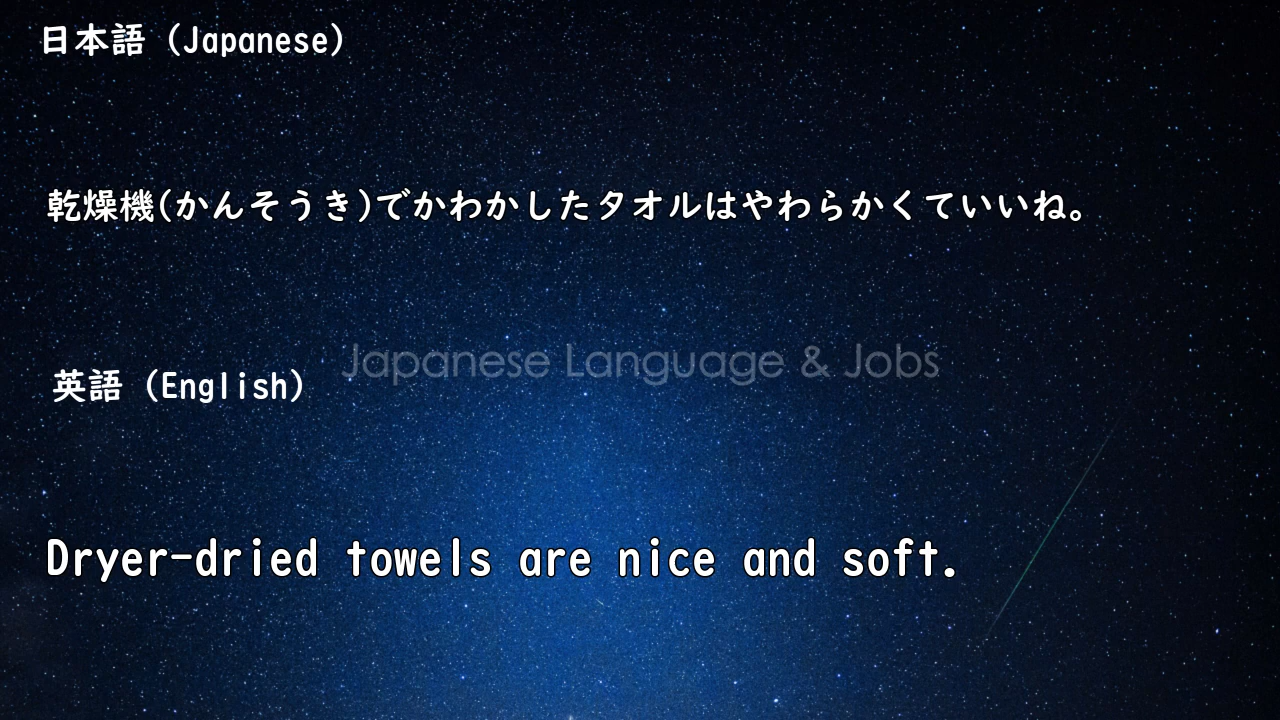 日本語（Japanese）
乾燥機(かんそうき)でかわかしたタオルはやわらかくていいね。
Japanese Language & Jobs
英語（English）
Dryer-dried towels are nice and soft.